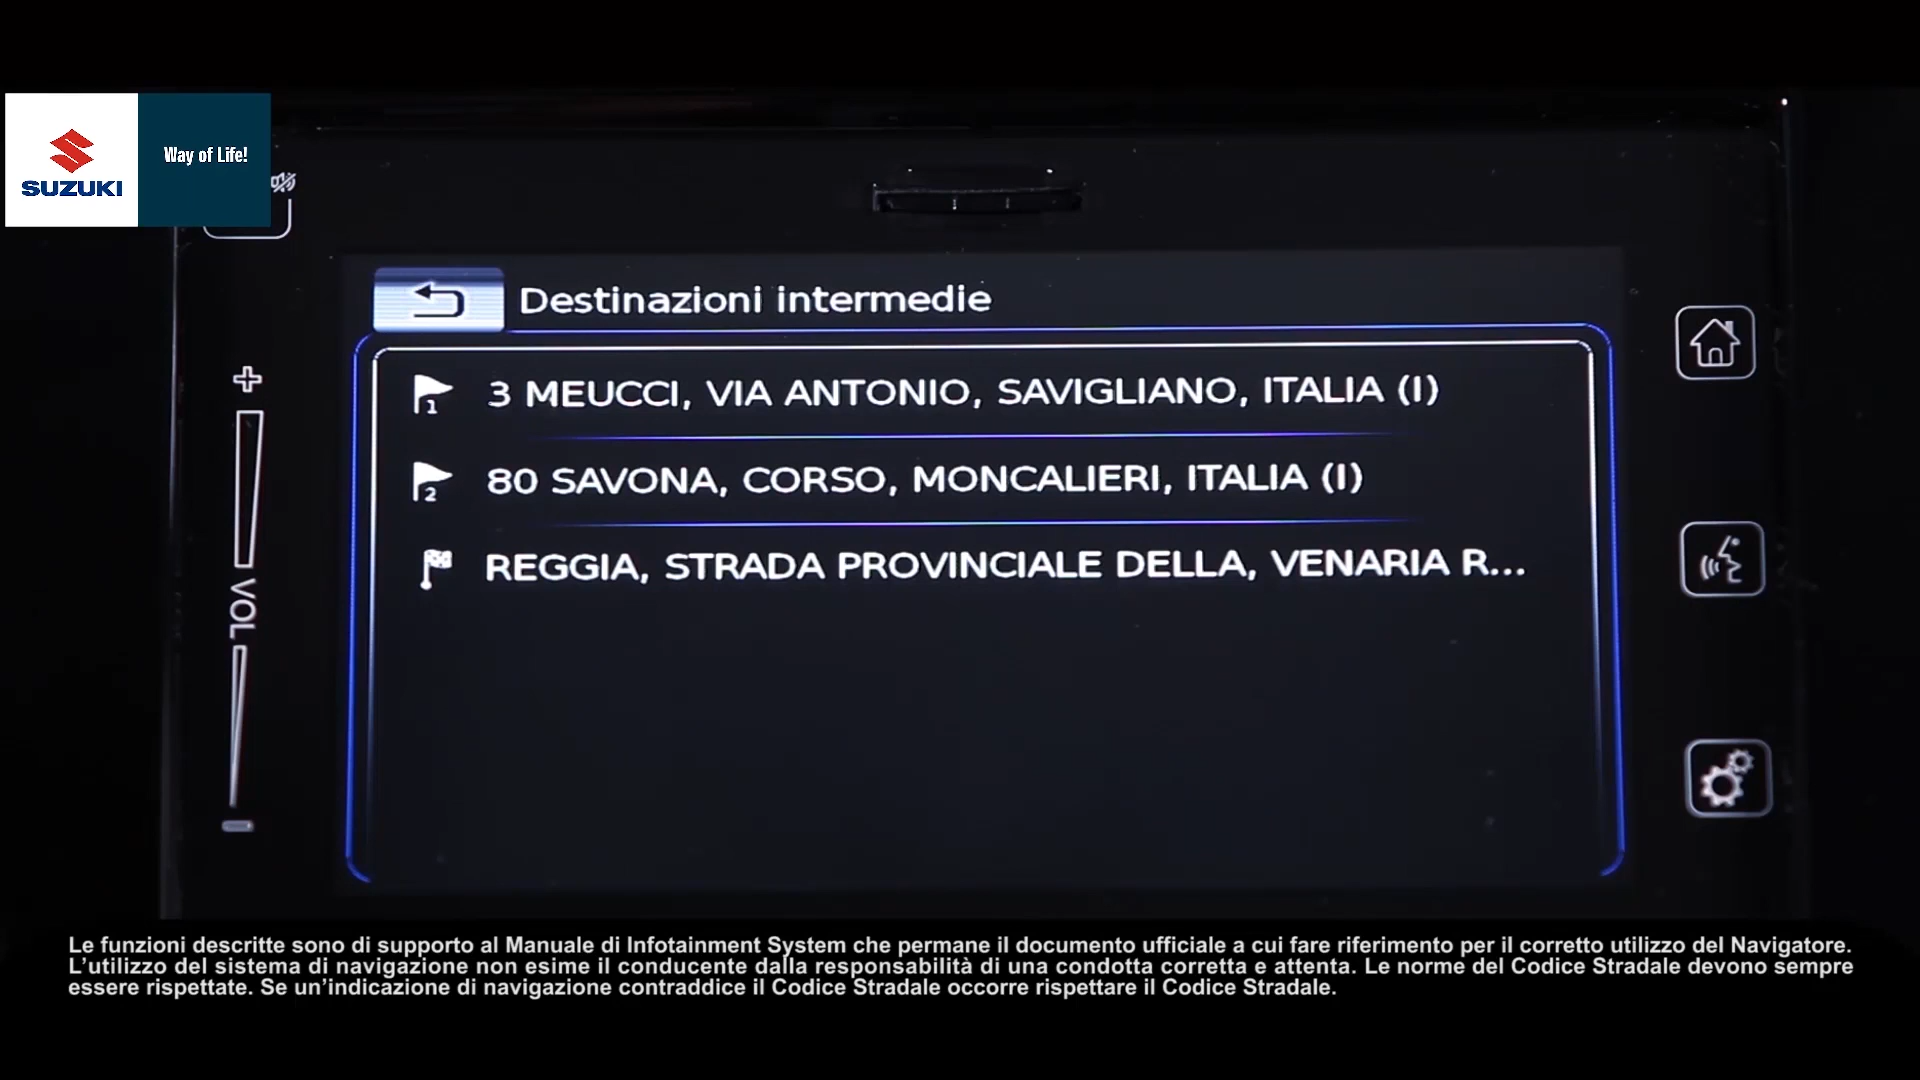 SUZUKI
Way of Life!
Destinazioni intermedie
1 3 MEUCCI, VIA ANTONIO, SAVIGLIANO, ITALIA (I)
2 80 SAVONA, CORSO, MONCALIERI, ITALIA (I)
REGGIA, STRADA PROVINCIALE DELLA, VENARIA R...
+
VOL
Le funzioni descritte sono di supporto al Manuale di Infotainment System che permane il documento ufficiale a cui fare riferimento per il corretto utilizzo del Navigatore.
L’utilizzo del sistema di navigazione non esime il conducente dalla responsabilità di una condotta corretta e attenta. Le norme del Codice Stradale devono sempre
essere rispettate. Se un’indicazione di navigazione contraddice il Codice Stradale occorre rispettare il Codice Stradale.